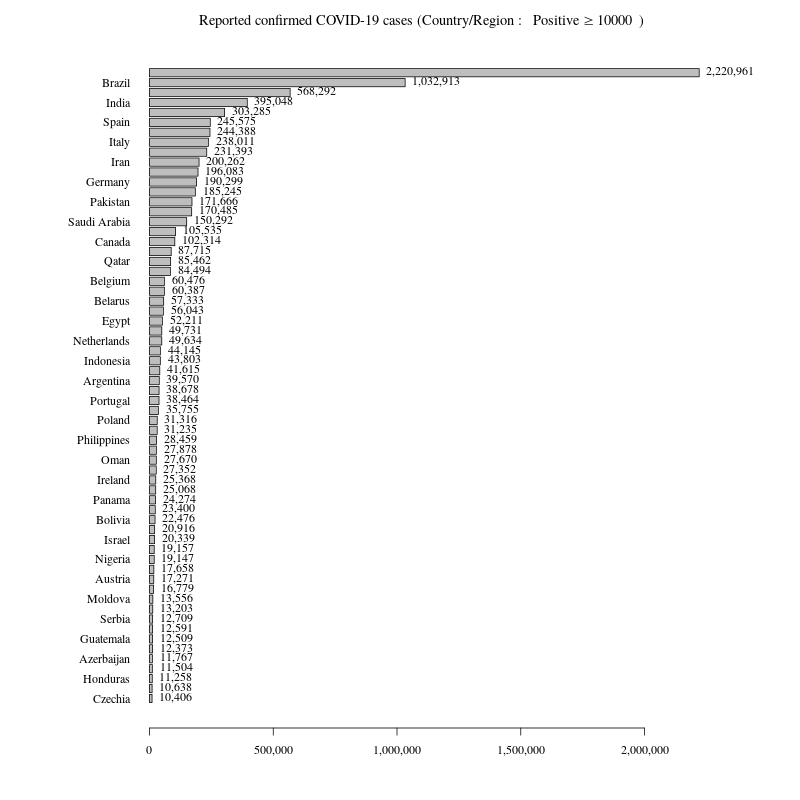 Reported confirmed COVID-19 cases (Country/Region :   Positive ≥ 10000  )
2,220,961
Brazil 1,032,913
568,292
India 395,048
303,285
Spain 245,575
244,388
Italy 238,011
231,393
Iran 200,262
196,083
Germany 190,299
185,245
Pakistan 171,666
170,485
Saudi Arabia 150,292
105,535
Canada 102,314
87,715
Qatar 85,462
84,494
Belgium 60,476
60,387
Belarus 57,333
56,043
Egypt 52,211
49,731
Netherlands 49,634
44,145
Indonesia 43,803
41,615
Argentina 39,570
38,678
Portugal 38,464
35,755
Poland 31,316
31,235
Philippines 28,459
27,878
Oman 27,670
27,352
Ireland 25,368
25,068
Panama 24,274
23,400
Bolivia 22,476
20,916
Israel 20,339
19,157
Nigeria 19,147
17,658
Austria 17,271
16,779
Moldova 13,556
13,203
Serbia 12,709
12,591
Guatemala 12,509
12,373
Azerbaijan 11,767
11,504
Honduras 11,258
10,638
Czechia 10,406
0 500,000 1,000,000 1,500,000 2,000,000